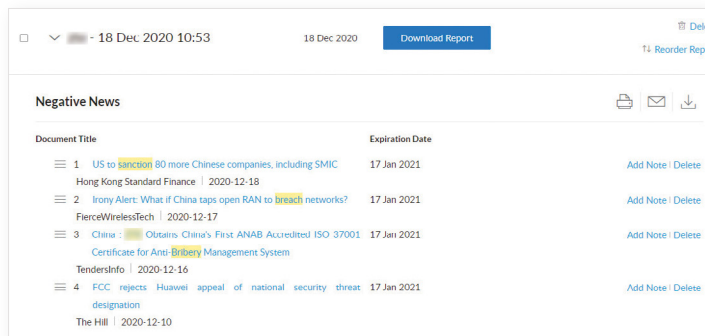 - 18 Dec 2020 10:53
18 Dec 2020
Download Report
Reorder Rep
Negative News
Document Title
Expiration Date
1 US to sanction 80 more Chinese companies, including SMIC 17 Jan 2021 Add Note | Delete
Hong Kong Standard Finance | 2020-12-18
2 Irony Alert: What if China taps open RAN to breach networks? 17 Jan 2021 Add Note | Delete
FierceWirelessTech | 2020-12-17
3 China : Obtains China's First ANAB Accredited ISO 37001 17 Jan 2021 Add Note | Delete
Certificate for Anti-Bribery Management System
TendersInfo | 2020-12-16
4 FCC rejects Huawei appeal of national security threat 17 Jan 2021 Add Note | Delete
designation
The Hill | 2020-12-10